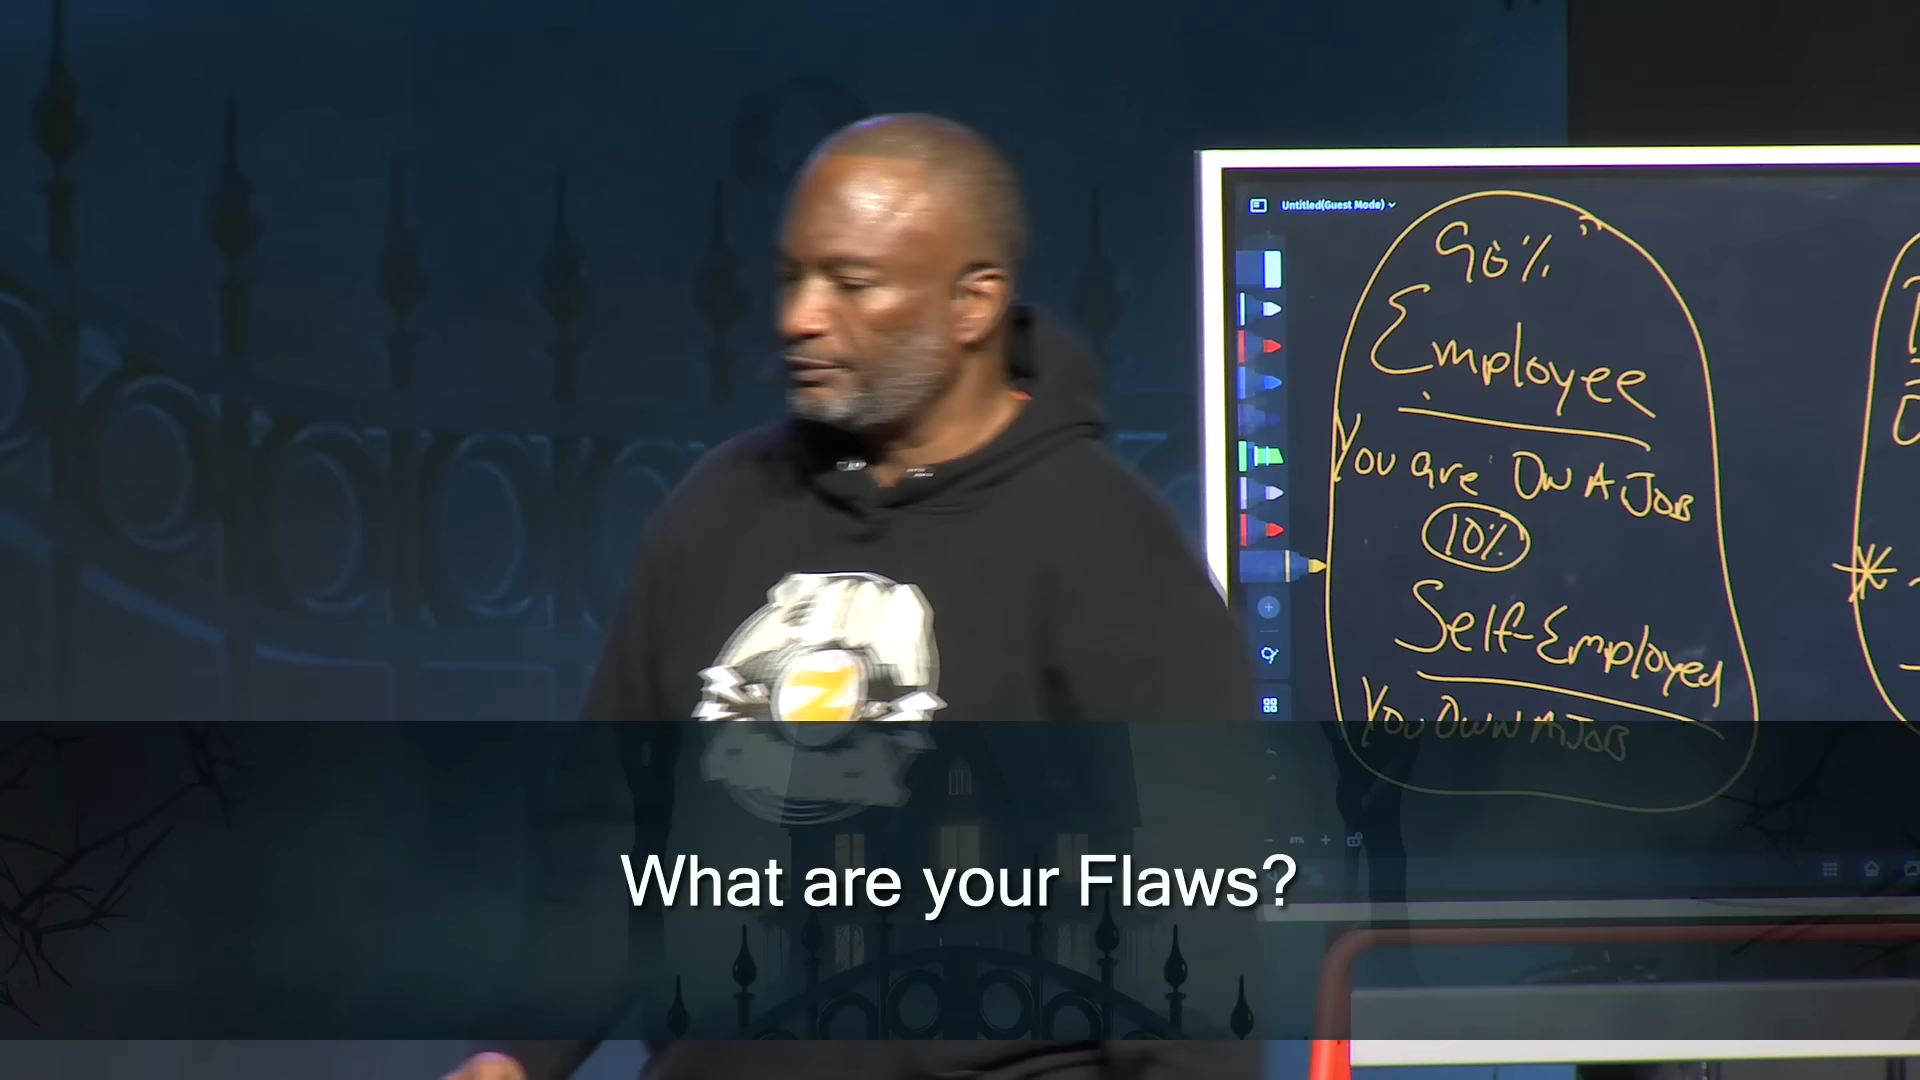 Untitled(Guest Mode)
90%
Employee
You are On A Job
10%
Self-Employed
You Own A Job
Z
What are your Flaws?